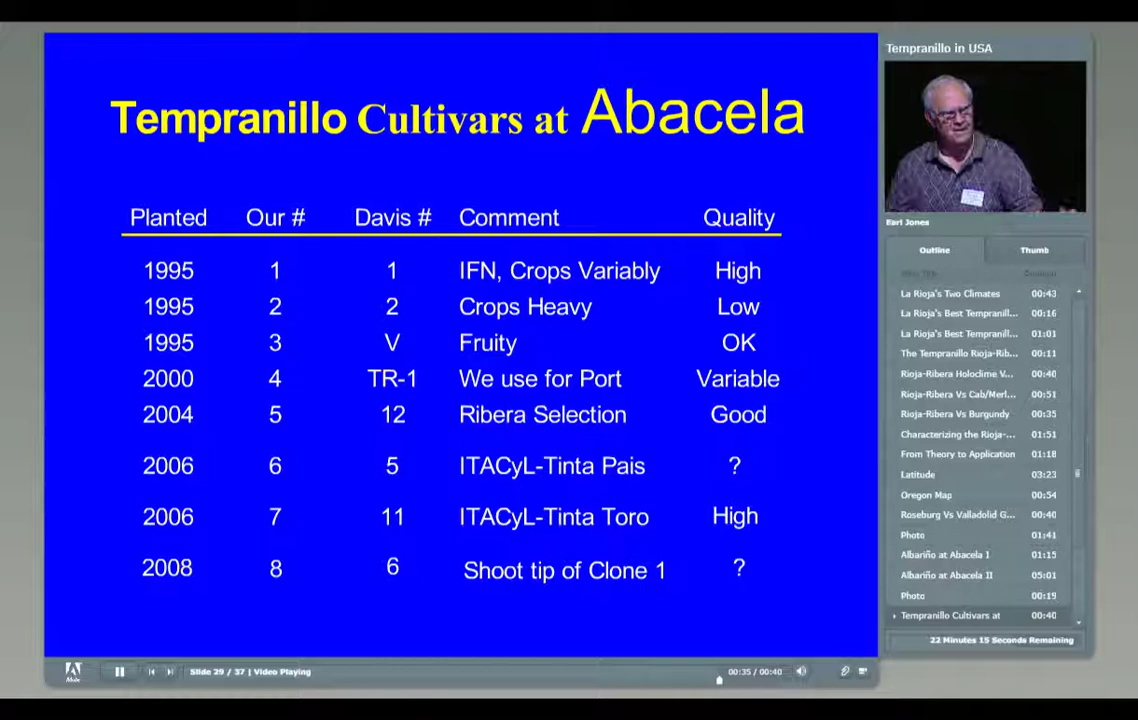 Tempranillo Cultivars at Abacela
Planted Our # Davis # Comment Quality
1995 1 1 IFN, Crops Variably High
1995 2 2 Crops Heavy Low
1995 3 V Fruity OK
2000 4 TR-1 We use for Port Variable
2004 5 12 Ribera Selection Good
2006 6 5 ITACyL-Tinta Pais ?
2006 7 11 ITACyL-Tinta Toro High
2008 8 6 Shoot tip of Clone 1 ?
Tempranillo in USA
Earl Jones
Outline Thumb
La Rioja's Two Climates 00:43
La Rioja's Best Tempranill... 00:16
La Rioja's Best Tempranill... 01:01
The Tempranillo Rioja-Rib... 00:11
Rioja-Ribera Holoclime V... 00:40
Rioja-Ribera Vs Cab/Merl... 00:51
Rioja-Ribera Vs Burgundy 00:35
Characterizing the Rioja-... 01:51
From Theory to Application 01:18
Latitude 03:23
Oregon Map 00:54
Roseburg Vs Valladolid G... 00:40
Photo 01:41
Albariño at Abacela 1 01:15
Albariño at Abacela II 05:01
Photo 00:19
Tempranillo Cultivars at 00:40
22 Minutes 15 Seconds Remaining
Adobe
Slide 29 / 37 | Video Playing 00:35 / 00:40